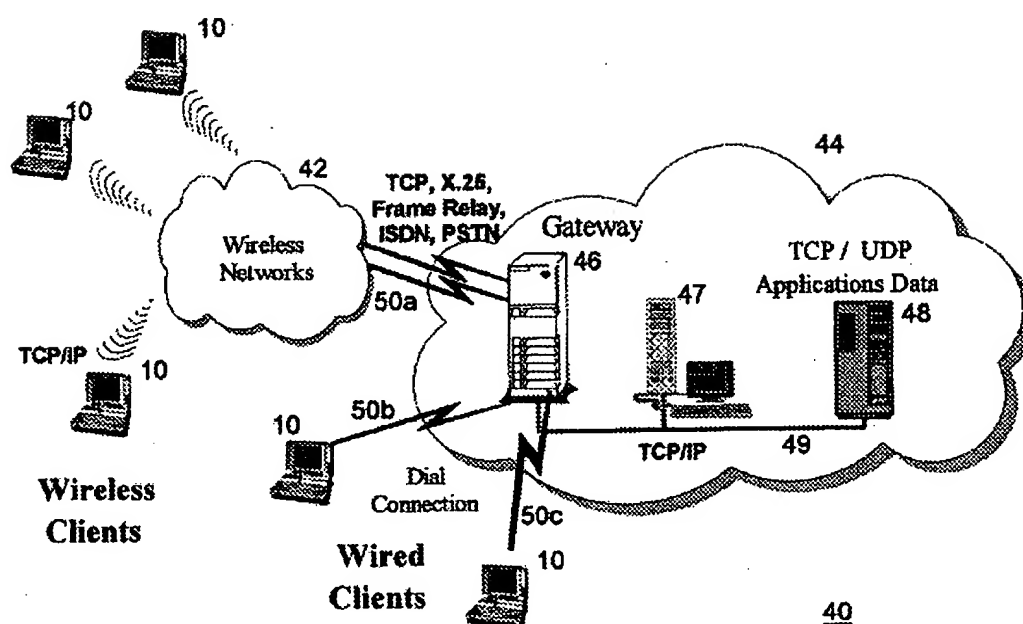 10
10
42
44
TCP, X.25,
Frame Relay,
ISDN, PSTN
Gateway
46
Wireless
Networks
TCP / UDP
Applications Data
47
48
50a
TCP/IP
10
50b
10
TCP/IP
49
Dial
Connection
50c
Wireless
Clients
Wired
Clients
10
40